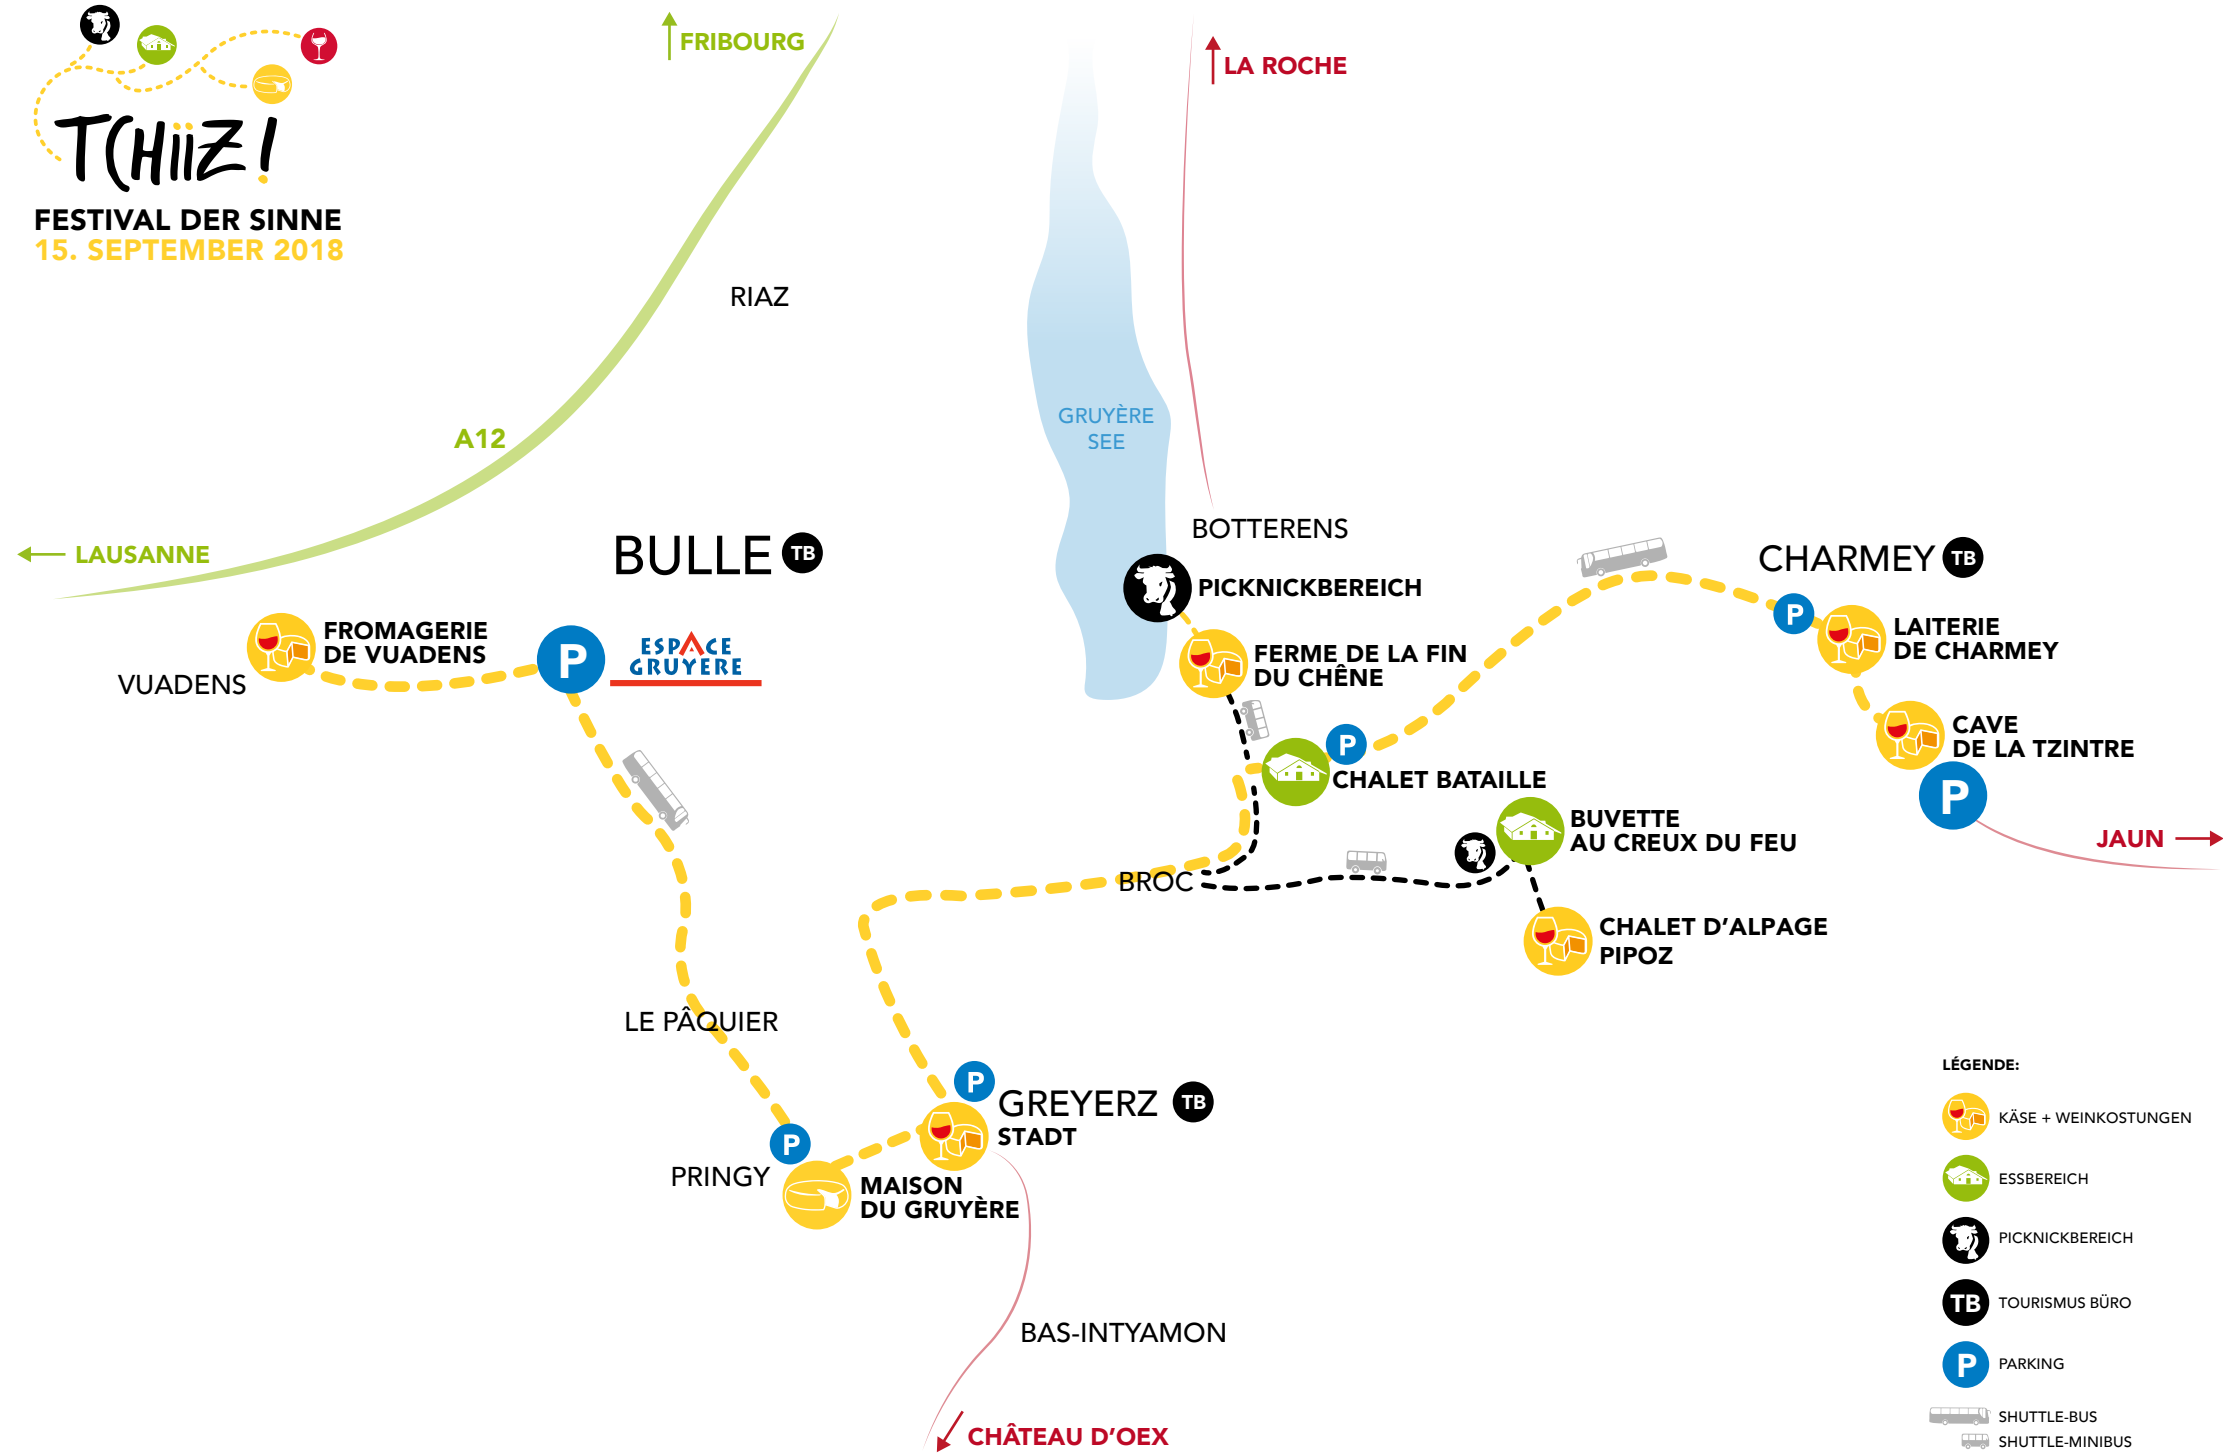 TCHiiZ!
FESTIVAL DER SINNE
15. SEPTEMBER 2018
FRIBOURG
LA ROCHE
RIAZ
A12
GRUYÈRE
SEE
LAUSANNE
BULLE TB
BOTTERENS
PICKNICKBEREICH
CHARMEY TB
P
LAITERIE
DE CHARMEY
FROMAGERIE
DE VUADENS
VUADENS
P
ESPACE
GRUYERE
FERME DE LA FIN
DU CHÊNE
P
CHALET BATAILLE
CAVE
DE LA TZINTRE
P
JAUN
BUVETTE
AU CREUX DU FEU
BROC
CHALET D'ALPAGE
PIPOZ
LE PÂQUIER
P
GREYERZ TB
STADT
P
PRINGY
MAISON
DU GRUYÈRE
BAS-INTYAMON
CHÂTEAU D'OEX
LÉGENDE:
KÄSE + WEINKOSTUNGEN
ESSBEREICH
PICKNICKBEREICH
TB TOURISMUS BÜRO
P PARKING
SHUTTLE-BUS
SHUTTLE-MINIBUS